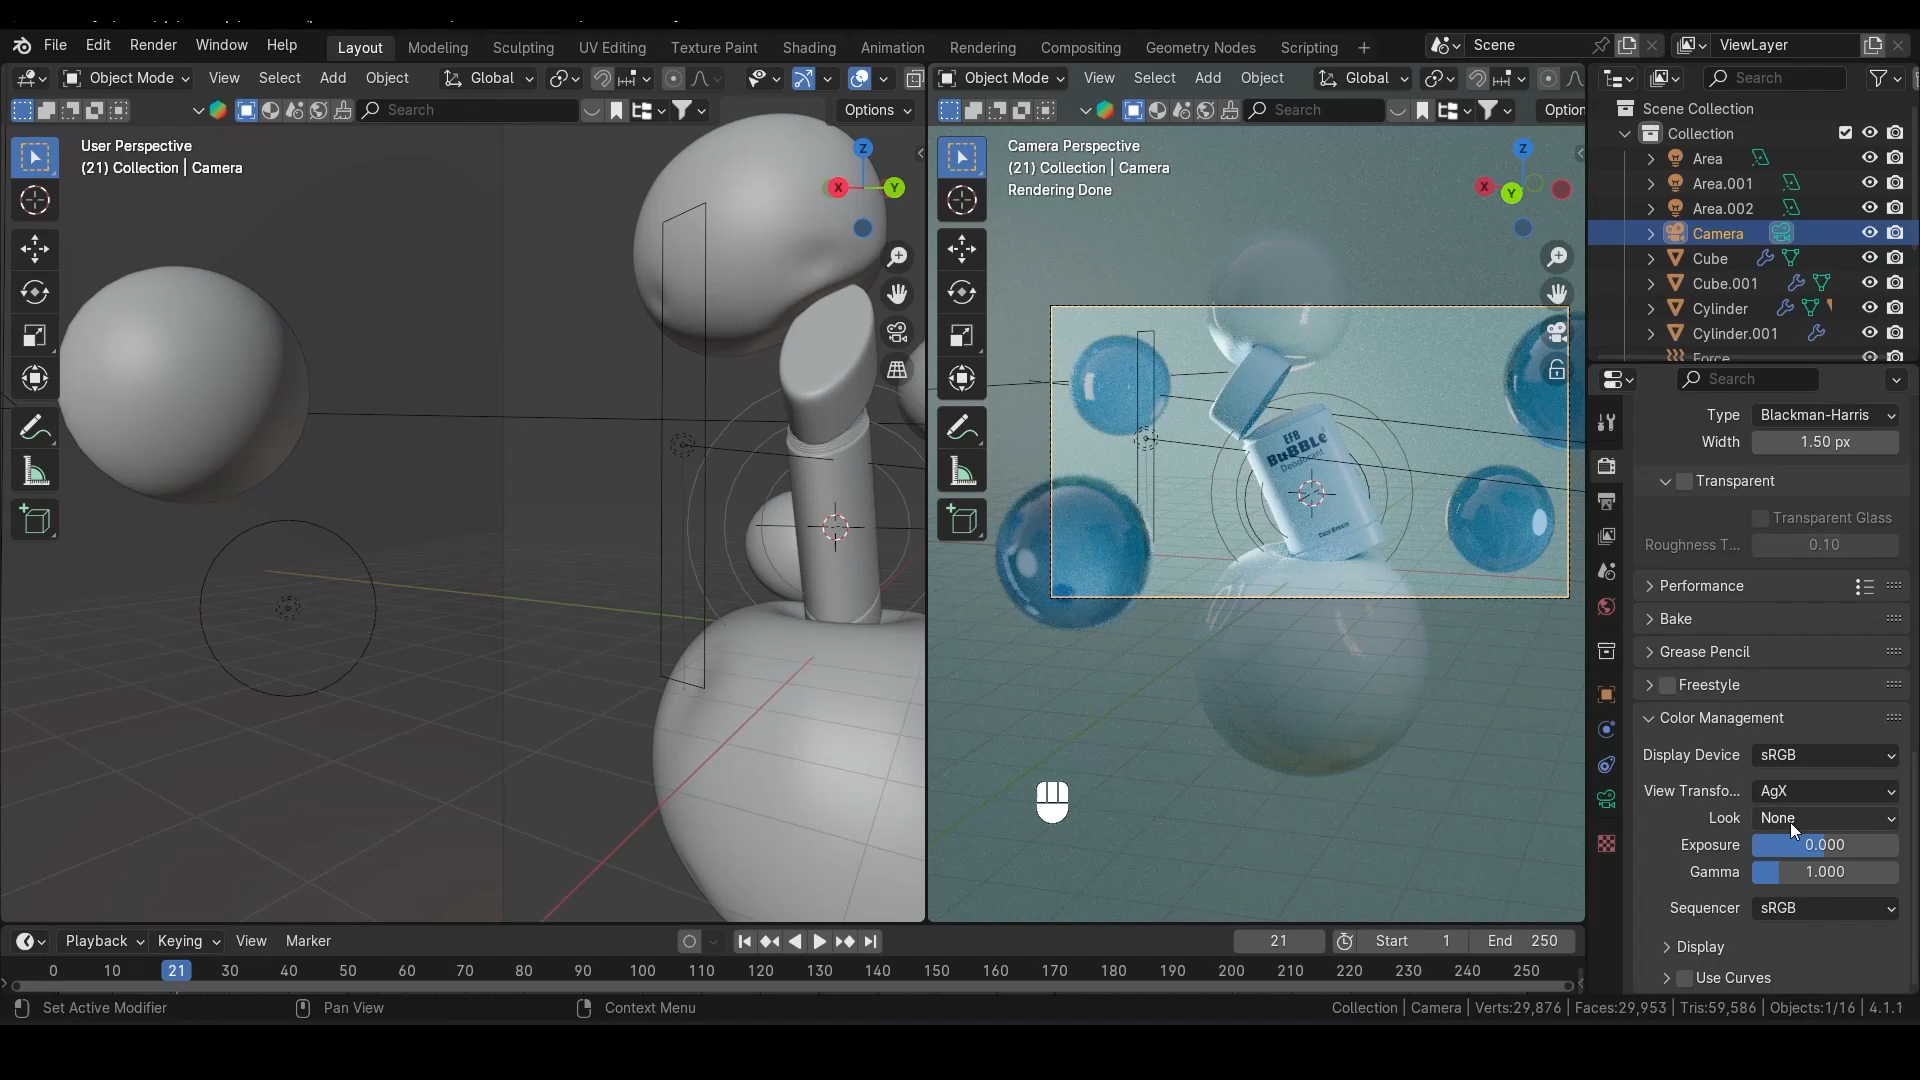 File Edit Render Window Help Layout Modeling Sculpting UV Editing Texture Paint Shading Animation Rendering Compositing Geometry Nodes Scripting + Scene ViewLayer
Object Mode View Select Add Object Global Object Mode View Select Add Object Global Search
Search Options Search Option Scene Collection
User Perspective
(21) Collection | Camera
Camera Perspective
(21) Collection | Camera
Rendering Done
Z
X
Y
Z
X
Y
EFB
BuBBLe
Deodorant
Cool Breeze
Collection
Area
Area.001
Area.002
Camera
Cube
Cube.001
Cylinder
Cylinder.001
Force
Search
Type Blackman-Harris
Width 1.50 px
Transparent
Transparent Glass
Roughness T... 0.10
Performance
Bake
Grease Pencil
Freestyle
Color Management
Display Device sRGB
View Transfo... AgX
Look None
Exposure 0.000
Gamma 1.000
Sequencer sRGB
Display
Use Curves
Playback Keying View Marker 21 Start 1 End 250
0 10 21 30 40 50 60 70 80 90 100 110 120 130 140 150 160 170 180 190 200 210 220 230 240 250
Set Active Modifier Pan View Context Menu Collection | Camera | Verts:29,876 | Faces:29,953 | Tris:59,586 | Objects:1/16 | 4.1.1